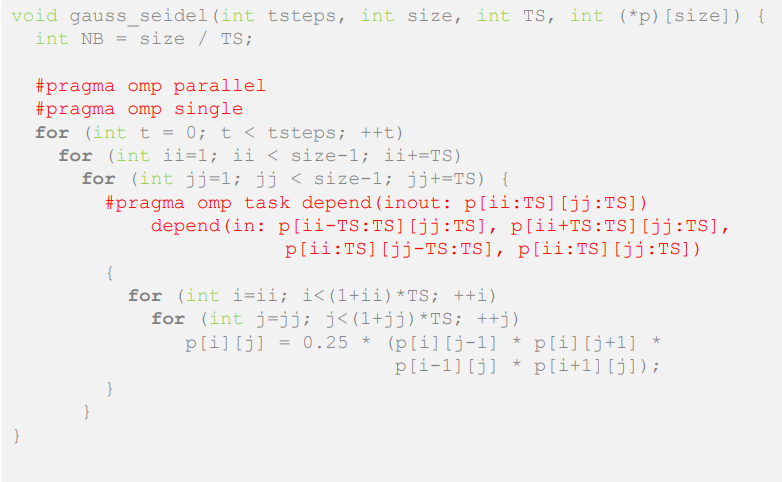 void gauss_seidel(int tsteps, int size, int TS, int (*p)[size]) {
int NB = size / TS;
#pragma omp parallel
#pragma omp single
for (int t = 0; t < tsteps; ++t)
for (int ii=1; ii < size-1; ii+=TS)
for (int jj=1; jj < size-1; jj+=TS) {
#pragma omp task depend(inout: p[ii:TS][jj:TS])
depend(in: p[ii-TS:TS][jj:TS], p[ii+TS:TS][jj:TS],
p[ii:TS][jj-TS:TS], p[ii:TS][jj:TS])
{
for (int i=ii; i<(1+ii)*TS; ++i)
for (int j=jj; j<(1+jj)*TS; ++j)
p[i][j] = 0.25 * (p[i][j-1] * p[i][j+1] *
p[i-1][j] * p[i+1][j]);
}
}
}